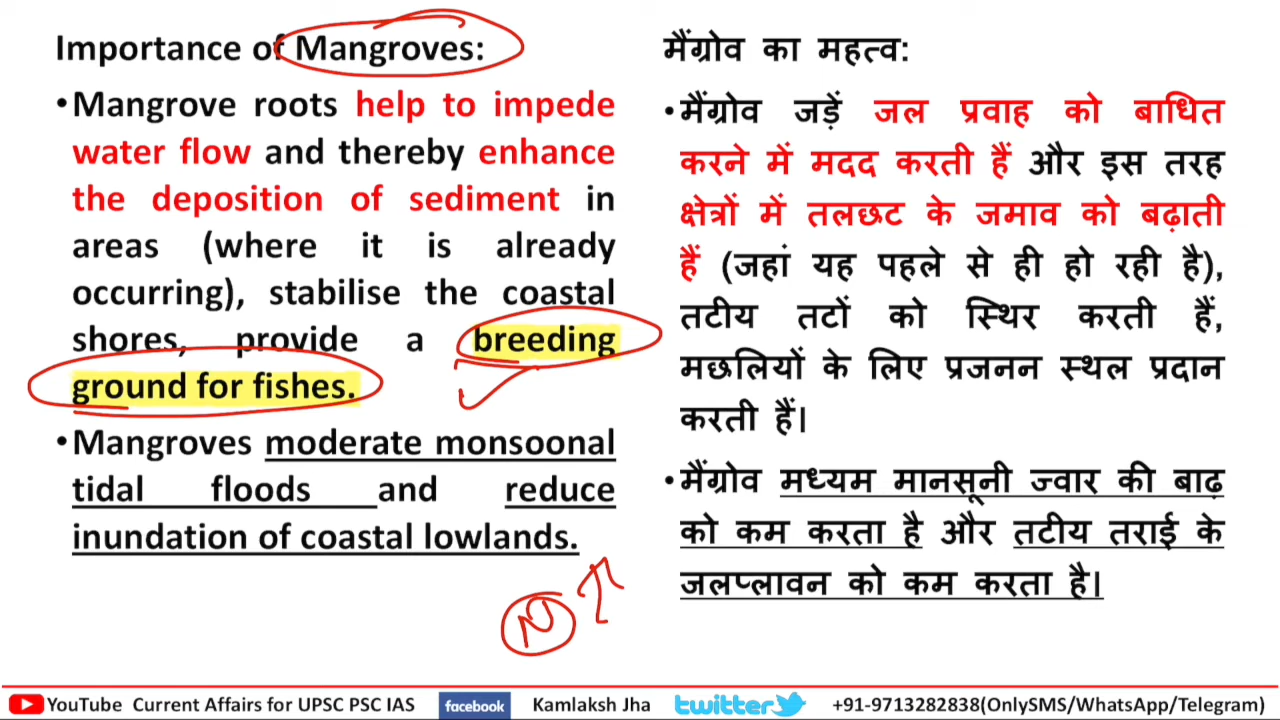 Importance of Mangroves:
•Mangrove roots help to impede
water flow and thereby enhance
the deposition of sediment in
areas (where it is already
occurring), stabilise the coastal
shores, provide a breeding
ground for fishes.
•Mangroves moderate monsoonal
tidal floods and reduce
inundation of coastal lowlands.
मैंग्रोव का महत्व:
•मैंग्रोव जड़ें जल प्रवाह को बाधित
करने में मदद करती हैं और इस तरह
क्षेत्रों में तलछट के जमाव को बढ़ाती
हैं (जहां यह पहले से ही हो रही है),
तटीय तटों को स्थिर करती हैं,
मछलियों के लिए प्रजनन स्थल प्रदान
करती हैं।
•मैंग्रोव मध्यम मानसूनी ज्वार की बाढ़
को कम करता है और तटीय तराई के
जलप्लावन को कम करता है।
YouTube Current Affairs for UPSC PSC IAS facebook Kamlaksh Jha twitter +91-9713282838(OnlySMS/WhatsApp/Telegram)